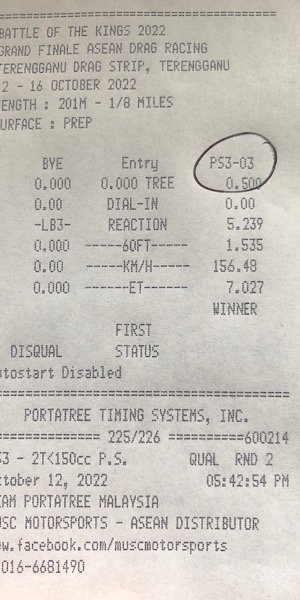 BATTLE OF THE KINGS 2022
GRAND FINALE ASEAN DRAG RACING
TERENGGANU DRAG STRIP, TERENGGANU
2 - 16 OCTOBER 2022
ENGTH : 201M - 1/8 MILES
URFACE : PREP
BYE Entry PS3-03
0.000 0.000 TREE 0.500
0.00 DIAL-IN 0.00
-LB3- REACTION 5.239
0.000 -----60FT----- 1.535
0.00 -----KM/H----- 156.48
0.000 ------ET------ 7.027
WINNER
FIRST
DISQUAL STATUS
utostart Disabled
PORTATREE TIMING SYSTEMS, INC.
============ 225/226 ==========600214
S3 - 2T<150cc P.S. QUAL RND 2
ctober 12, 2022 05:42:54 PM
EAM PORTATREE MALAYSIA
USC MOTORSPORTS - ASEAN DISTRIBUTOR
ww.facebook.com/muscmotorsports
016-6681490